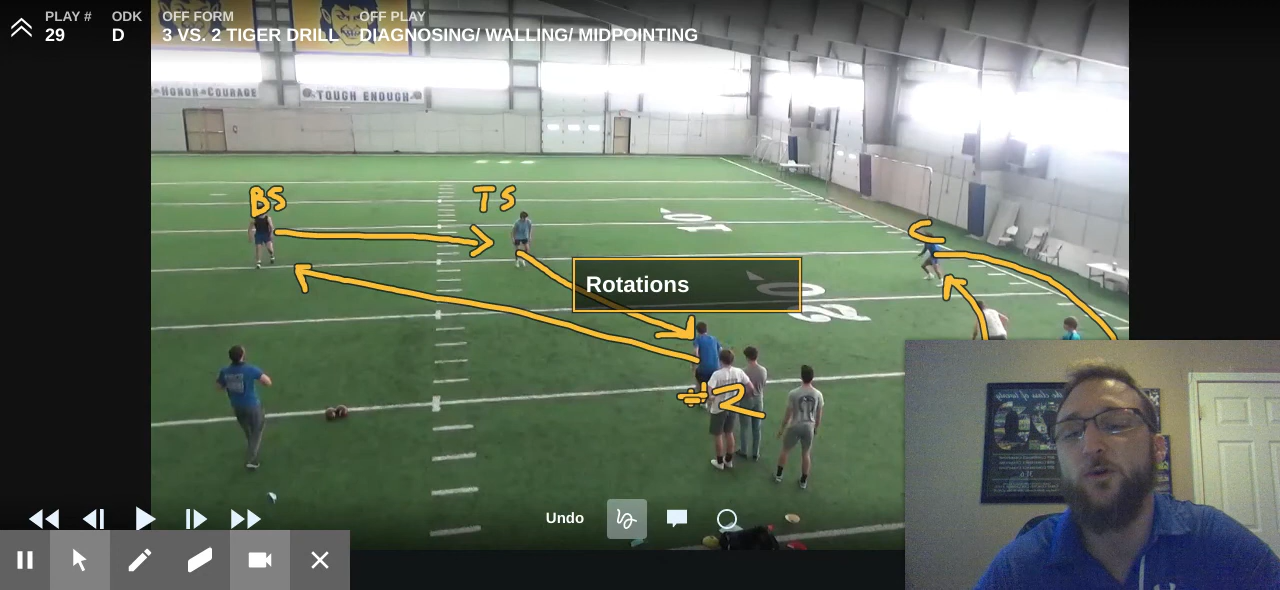 PLAY # ODK OFF FORM OFF PLAY
29 D 3 VS. 2 TIGER DRILL DIAGNOSING/ WALLING/ MIDPOINTING
HONOR COURAGE TOUGH ENOUGH
BS TS
C
10
Rotations
20
#2
Undo